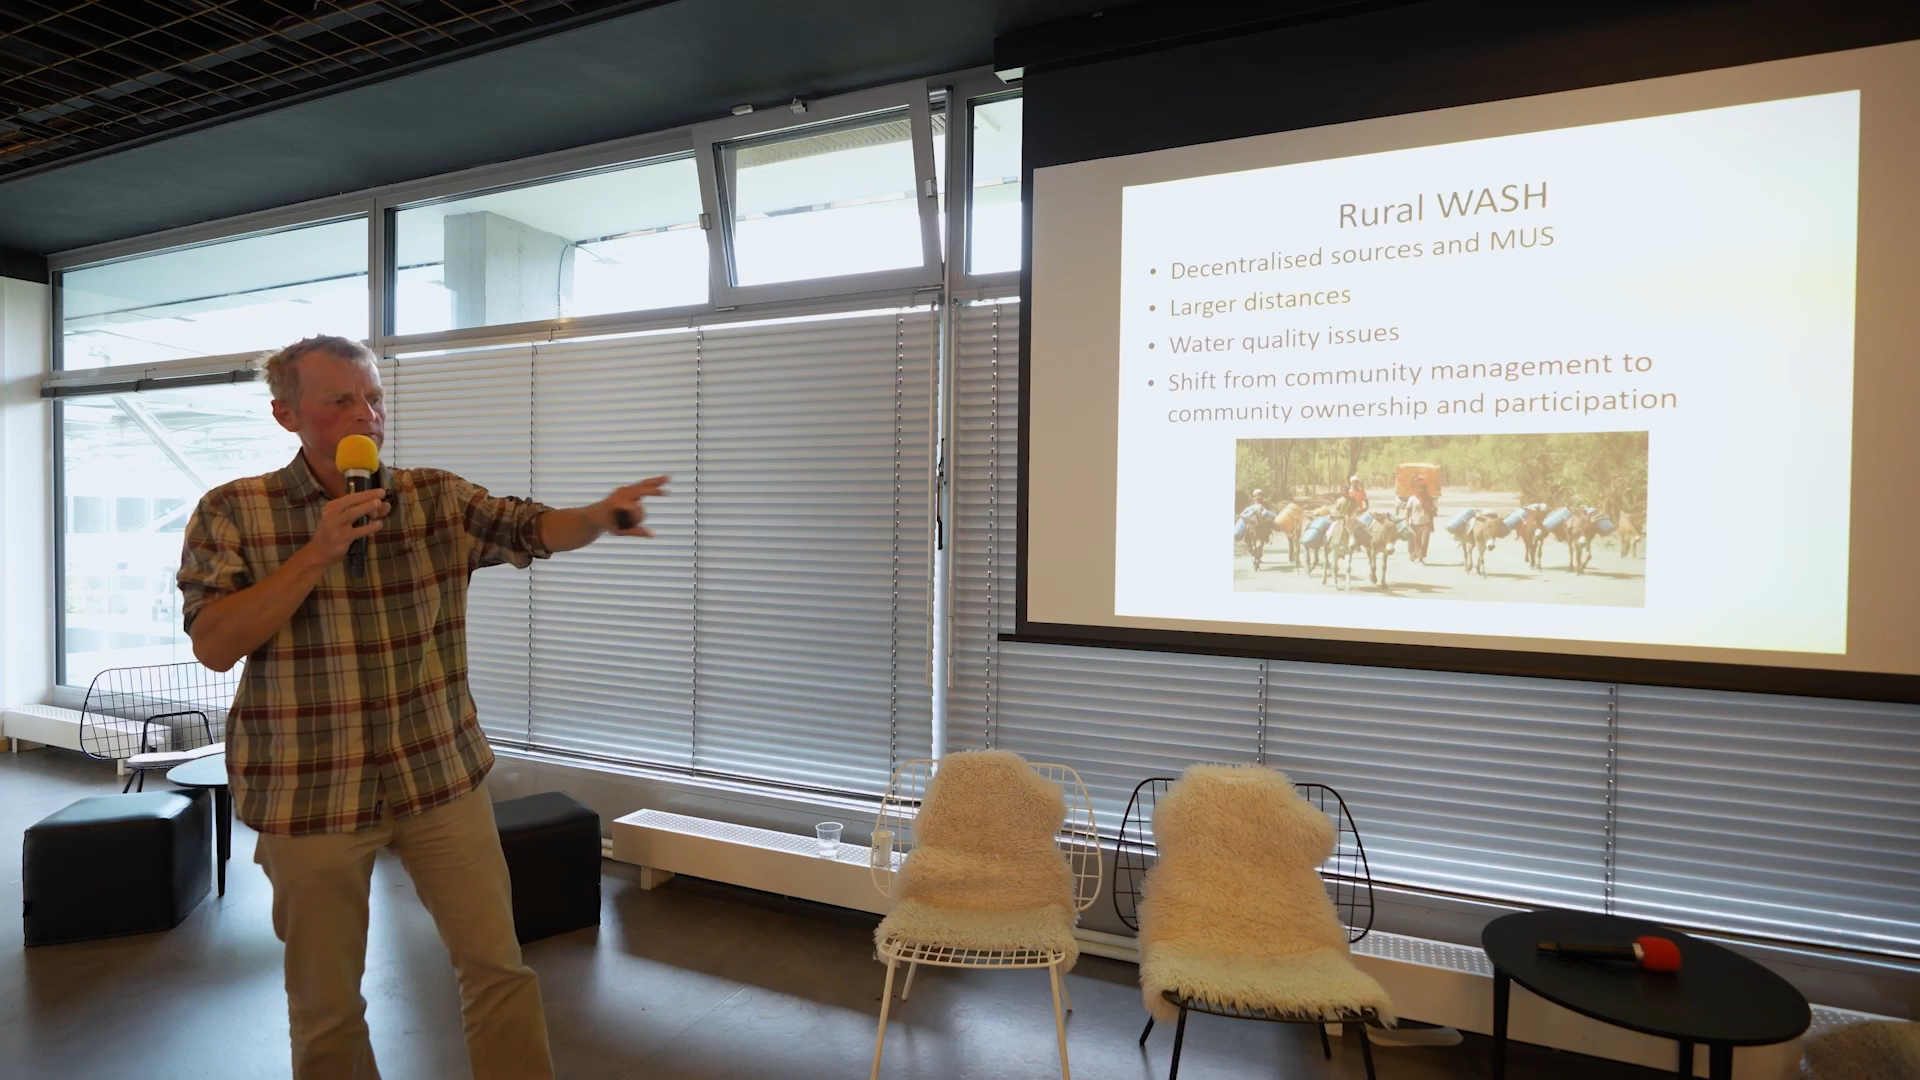 Rural WASH
• Decentralised sources and MUS
• Larger distances
• Water quality issues
• Shift from community management to
community ownership and participation